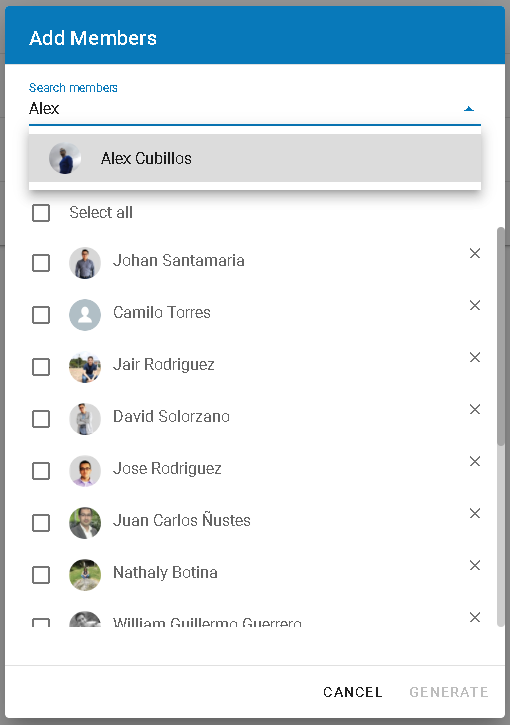 Add Members
Search members
Alex
Alex Cubillos
Select all
Johan Santamaria
Camilo Torres
Jair Rodriguez
David Solorzano
Jose Rodriguez
Juan Carlos Ñustes
Nathaly Botina
William Guillermo Guerrero
CANCEL GENERATE